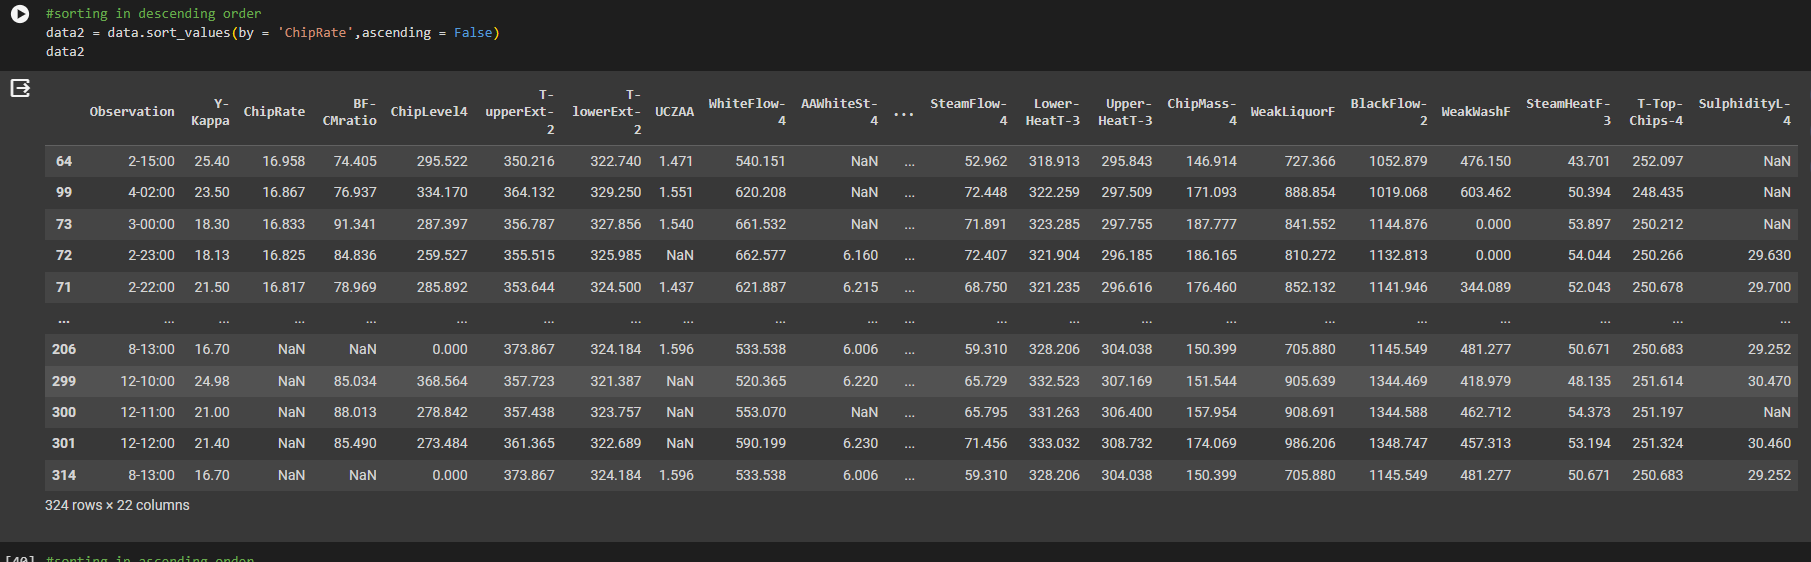 #sorting in descending order
data2 = data.sort_values(by = 'ChipRate',ascending = False)
data2
Observation Y-Kappa ChipRate BF-CMratio ChipLevel4 T-upperExt-2 T-lowerExt-2 UCZAA WhiteFlow-4 AAWhiteSt-4 ... SteamFlow-4 Lower-HeatT-3 Upper-HeatT-3 ChipMass-4 WeakLiquorF BlackFlow-2 WeakWashF SteamHeatF-3 T-Top-Chips-4 SulphidityL-4
64 2-15:00 25.40 16.958 74.405 295.522 350.216 322.740 1.471 540.151 NaN ... 52.962 318.913 295.843 146.914 727.366 1052.879 476.150 43.701 252.097 NaN
99 4-02:00 23.50 16.867 76.937 334.170 364.132 329.250 1.551 620.208 NaN ... 72.448 322.259 297.509 171.093 888.854 1019.068 603.462 50.394 248.435 NaN
73 3-00:00 18.30 16.833 91.341 287.397 356.787 327.856 1.540 661.532 NaN ... 71.891 323.285 297.755 187.777 841.552 1144.876 0.000 53.897 250.212 NaN
72 2-23:00 18.13 16.825 84.836 259.527 355.515 325.985 NaN 662.577 6.160 ... 72.407 321.904 296.185 186.165 810.272 1132.813 0.000 54.044 250.266 29.630
71 2-22:00 21.50 16.817 78.969 285.892 353.644 324.500 1.437 621.887 6.215 ... 68.750 321.235 296.616 176.460 852.132 1141.946 344.089 52.043 250.678 29.700
... ... ... ... ... ... ... ... ... ... ... ... ... ... ... ... ... ... ... ... ... ...
206 8-13:00 16.70 NaN NaN 0.000 373.867 324.184 1.596 533.538 6.006 ... 59.310 328.206 304.038 150.399 705.880 1145.549 481.277 50.671 250.683 29.252
299 12-10:00 24.98 NaN 85.034 368.564 357.723 321.387 NaN 520.365 6.220 ... 65.729 332.523 307.169 151.544 905.639 1344.469 418.979 48.135 251.614 30.470
300 12-11:00 21.00 NaN 88.013 278.842 357.438 323.757 NaN 553.070 NaN ... 65.795 331.263 306.400 157.954 908.691 1344.588 462.712 54.373 251.197 NaN
301 12-12:00 21.40 NaN 85.490 273.484 361.365 322.689 NaN 590.199 6.230 ... 71.456 333.032 308.732 174.069 986.206 1348.747 457.313 53.194 251.324 30.460
314 8-13:00 16.70 NaN NaN 0.000 373.867 324.184 1.596 533.538 6.006 ... 59.310 328.206 304.038 150.399 705.880 1145.549 481.277 50.671 250.683 29.252
324 rows × 22 columns
[40] #sorting in ascending order